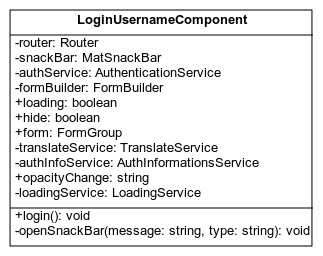 LoginUsernameComponent
-router: Router
-snackBar: MatSnackBar
-authService: AuthenticationService
-formBuilder: FormBuilder
+loading: boolean
+hide: boolean
+form: FormGroup
-translateService: TranslateService
-authInfoService: AuthInformationsService
+opacityChange: string
-loadingService: LoadingService
+login(): void
-openSnackBar(message: string, type: string): void